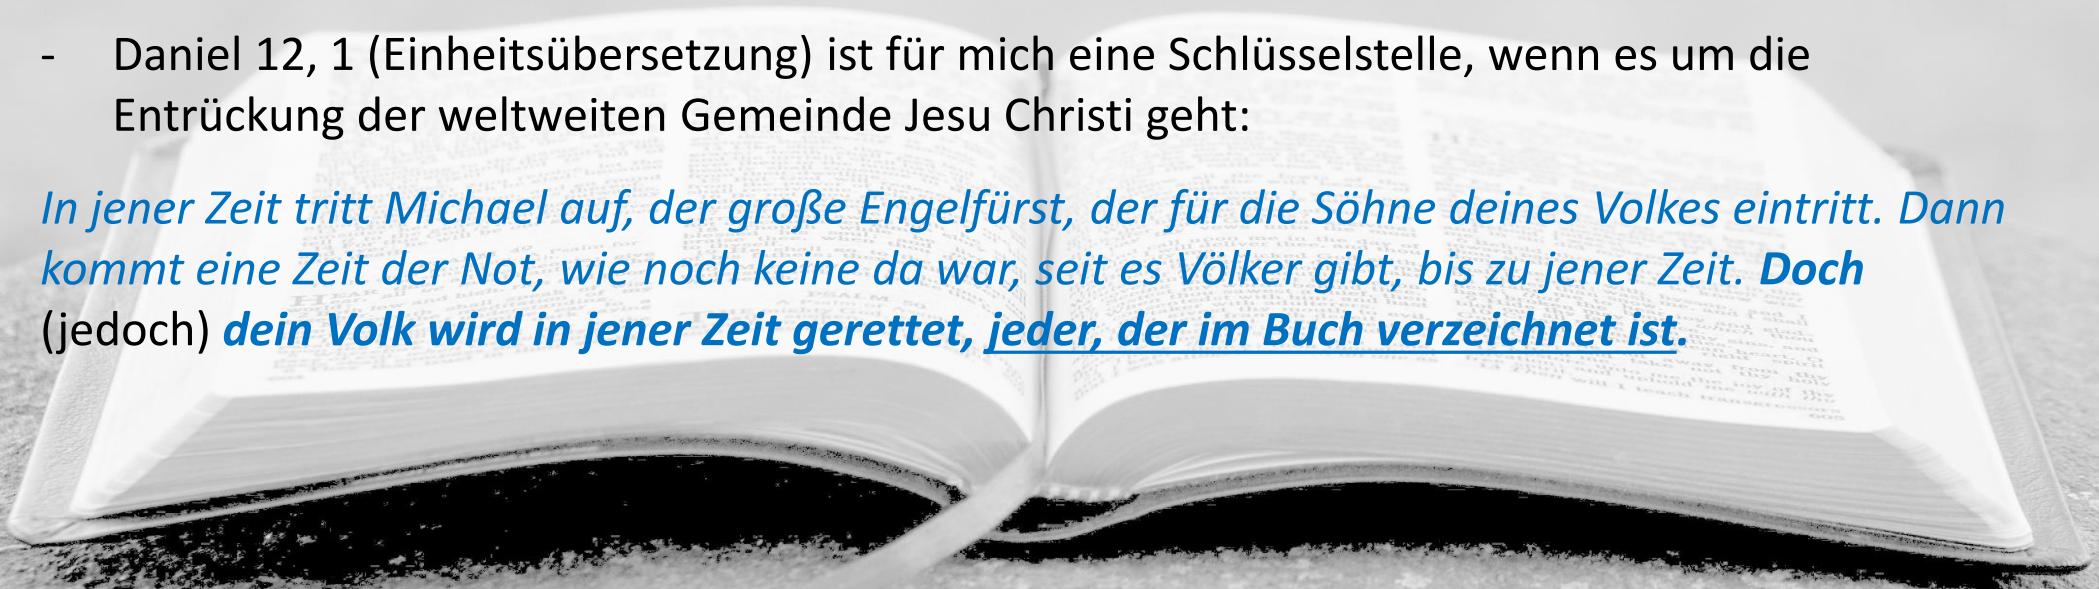 - Daniel 12, 1 (Einheitsübersetzung) ist für mich eine Schlüsselstelle, wenn es um die
Entrückung der weltweiten Gemeinde Jesu Christi geht:
In jener Zeit tritt Michael auf, der große Engelfürst, der für die Söhne deines Volkes eintritt. Dann
kommt eine Zeit der Not, wie noch keine da war, seit es Völker gibt, bis zu jener Zeit. Doch
(jedoch) dein Volk wird in jener Zeit gerettet, jeder, der im Buch verzeichnet ist.